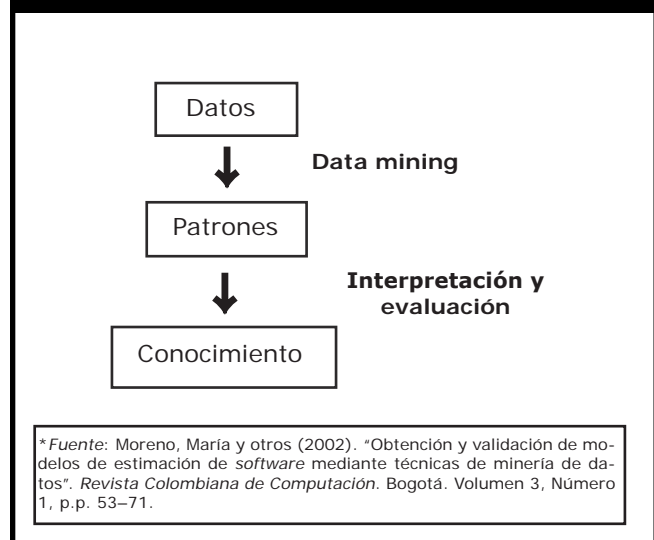 Datos
Data mining
Patrones
Interpretación y
evaluación
Conocimiento
*Fuente: Moreno, María y otros (2002). "Obtención y validación de mo-
delos de estimación de software mediante técnicas de minería de da-
tos". Revista Colombiana de Computación. Bogotá. Volumen 3, Número
1, p.p. 53–71.